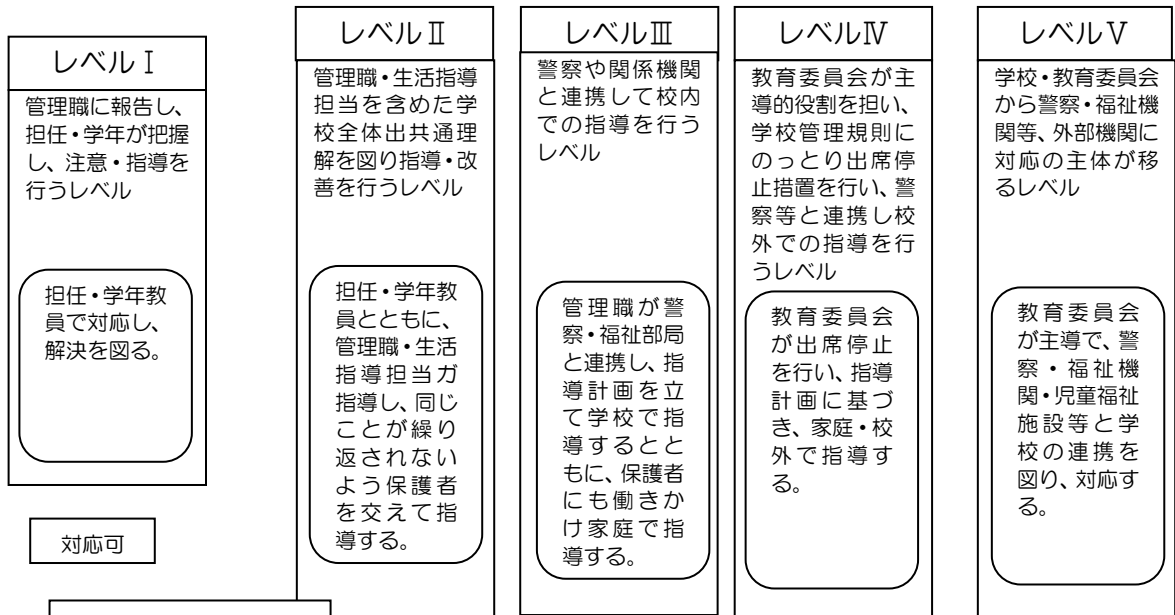 レベルⅠ
管理職に報告し、
担任・学年が把握
し、注意・指導を
行うレベル
担任・学年教
員で対応し、
解決を図る。
対応可
レベルⅡ
管理職・生活指導
担当を含めた学
校全体出共通理
解を図り指導・改
善を行うレベル
担任・学年教
員とともに、
管理職・生活
指導担当ガ
指導し、同じ
ことが繰り
返されない
よう保護者
を交えて指
導する。
レベルⅢ
警察や関係機関
と連携して校内
での指導を行う
レベル
管理職が警
察・福祉部局
と連携し、指
導計画を立
て学校で指
導するとと
もに、保護者
にも働きか
け家庭で指
導する。
レベルⅣ
教育委員会が主
導的役割を担い、
学校管理規則に
のっとり出席停
止措置を行い、警
察等と連携し校
外での指導を行
うレベル
教育委員会
が出席停止
を行い、指導
計画に基づ
き、家庭・校
外で指導す
る。
レベルⅤ
学校・教育委員会
から警察・福祉機
関等、外部機関に
対応の主体が移
るレベル
教育委員会
が主導で、警
察・福祉機
関・児童福祉
施設等と学
校の連携を
図り、対応す
る。